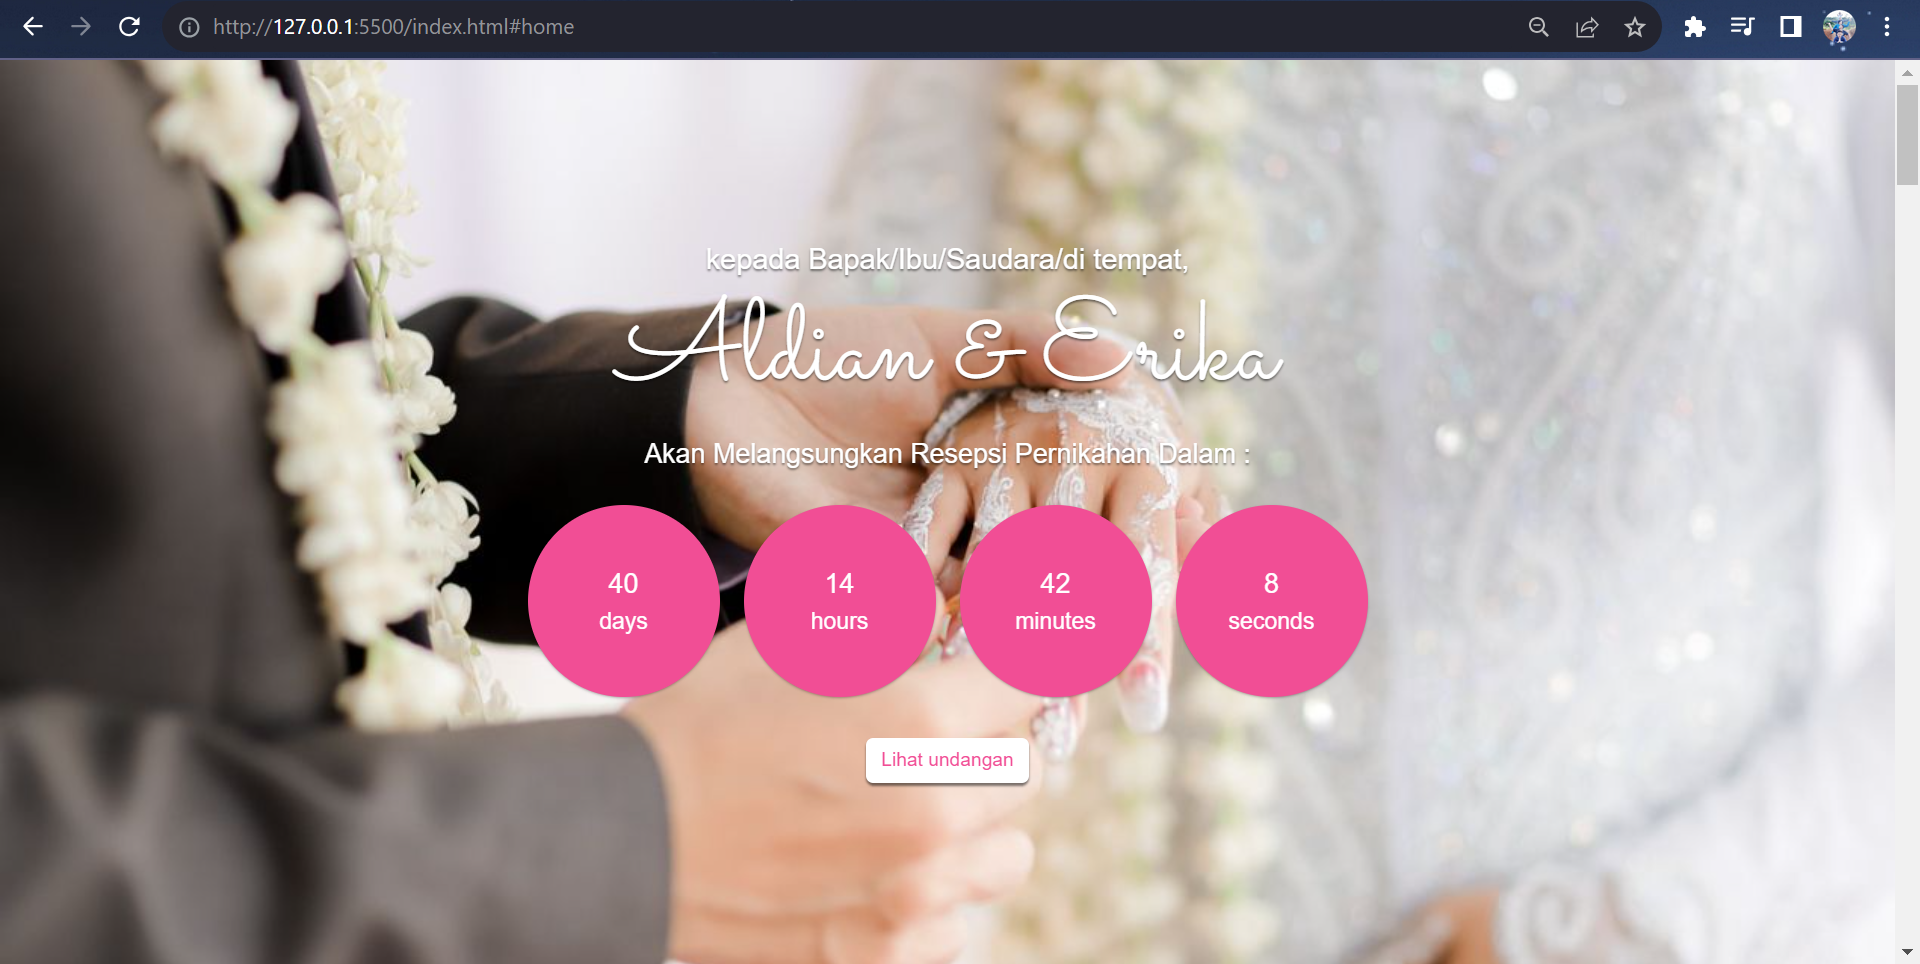 http://127.0.0.1:5500/index.html#home
kepada Bapak/Ibu/Saudara/di tempat,
Aldian & Erika
Akan Melangsungkan Resepsi Pernikahan Dalam :
40 14 42 8
days hours minutes seconds
Lihat undangan